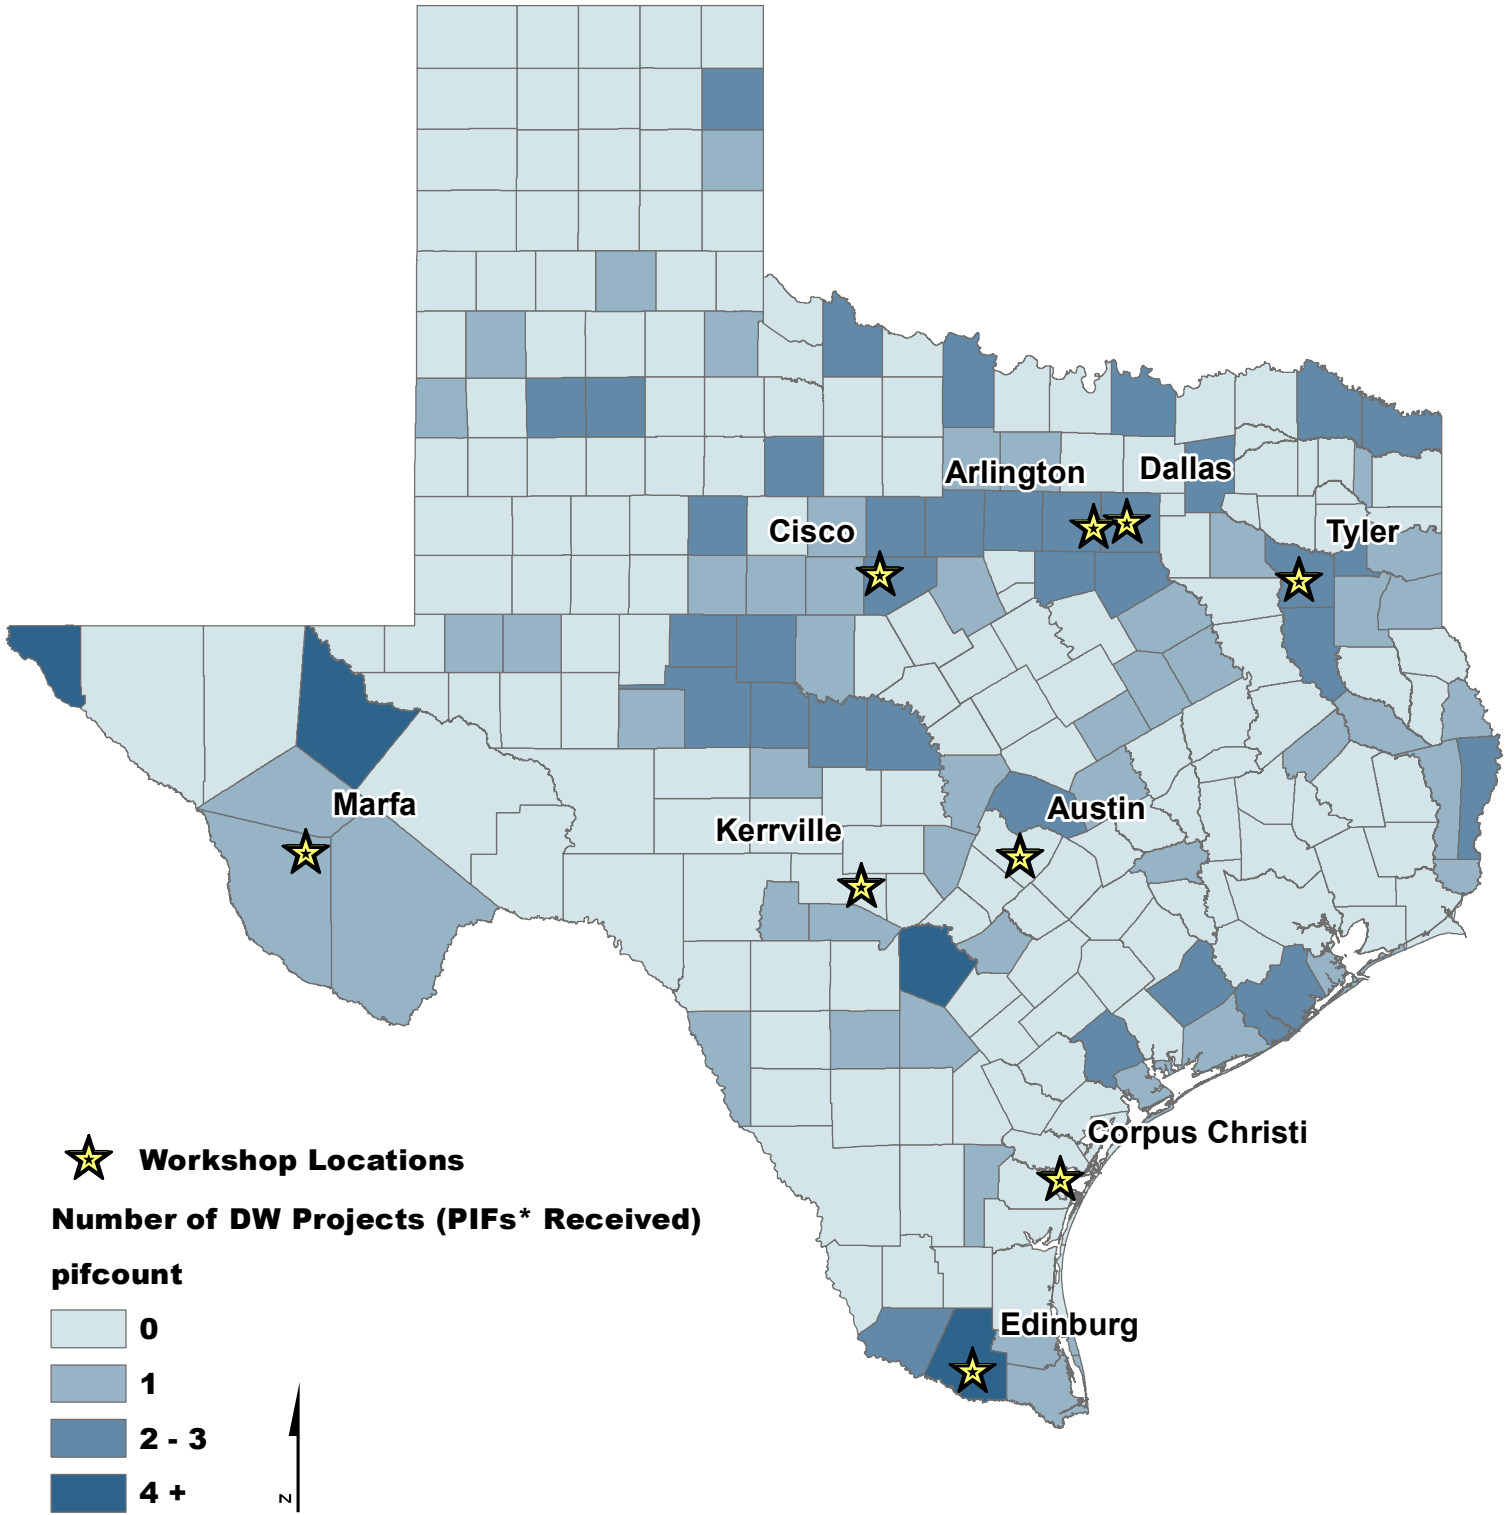 Arlington
Dallas
Cisco
Tyler
Marfa
Kerrville
Austin
Corpus Christi
Workshop Locations
Number of DW Projects (PIFs* Received)
pifcount
Edinburg
0
1
2 - 3
4 +
N